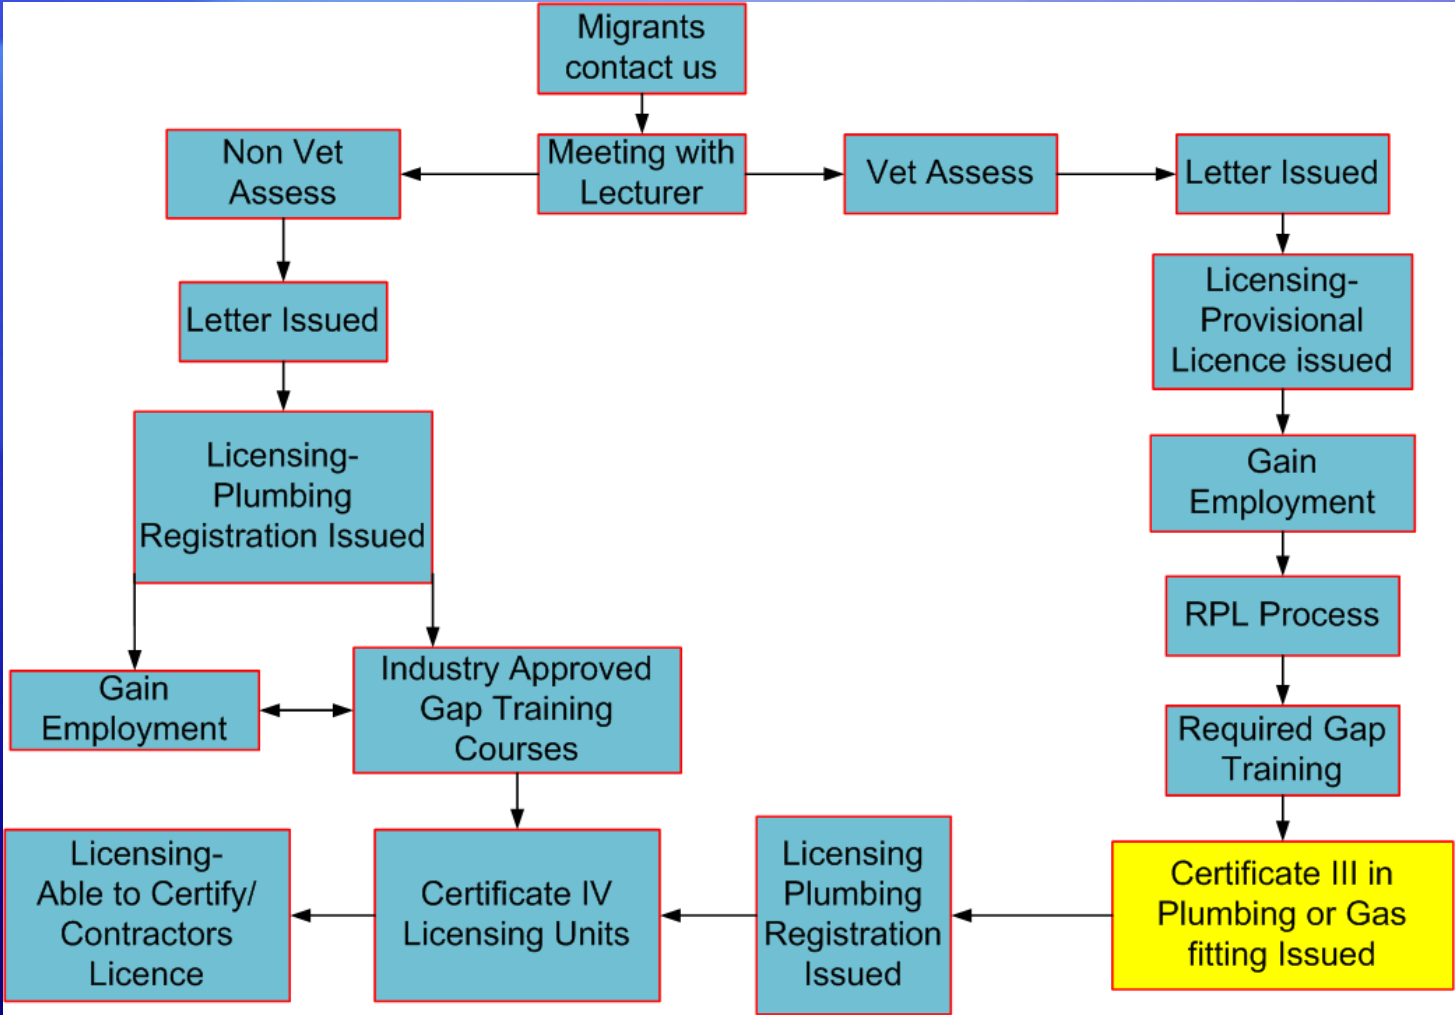 Migrants
contact us
Non Vet
Assess
Meeting with
Lecturer
Vet Assess
Letter Issued
Letter Issued
Licensing-
Provisional
Licence issued
Licensing-
Plumbing
Registration Issued
Gain
Employment
RPL Process
Gain
Employment
Industry Approved
Gap Training
Courses
Required Gap
Training
Licensing-
Able to Certify/
Contractors
Licence
Certificate IV
Licensing Units
Licensing
Plumbing
Registration
Issued
Certificate III in
Plumbing or Gas
fitting Issued